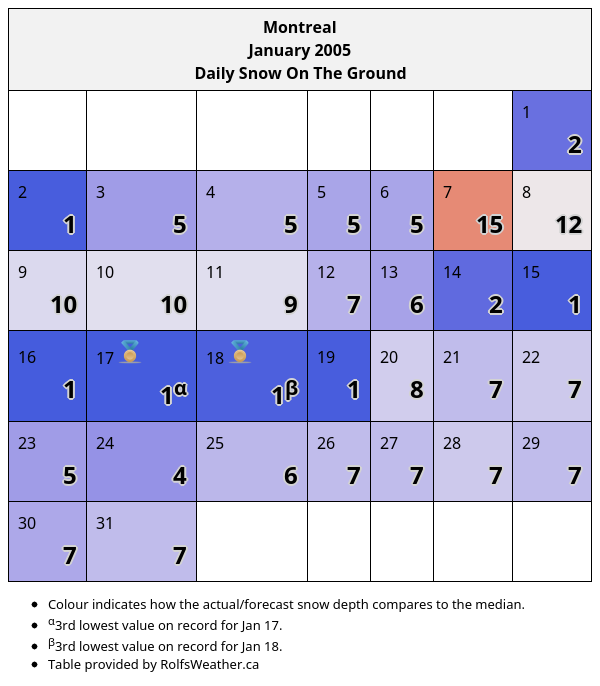 Montreal
January 2005
Daily Snow On The Ground
1
2
2 3 4 5 6 7 8
1 5 5 5 5 15 12
9 10 11 12 13 14 15
10 10 9 7 6 2 1
16 17 18 19 20 21 22
1 1α 1β 1 8 7 7
23 24 25 26 27 28 29
5 4 6 7 7 7 7
30 31
7 7
• Colour indicates how the actual/forecast snow depth compares to the median.
• α3rd lowest value on record for Jan 17.
• β3rd lowest value on record for Jan 18.
• Table provided by RolfsWeather.ca